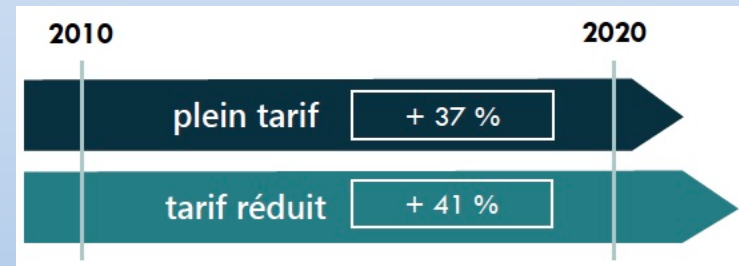 2010 2020
plein tarif + 37 %
tarif réduit + 41 %